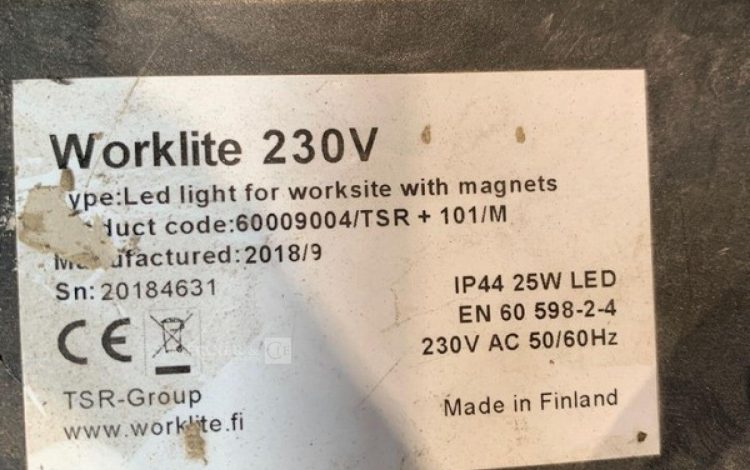 Worklite 230V
ype:Led light for worksite with magnets
duct code:60009004/TSR + 101/M
ufactured:2018/9
Sn:20184631
IP44 25W LED
EN 60 598-2-4
230V AC 50/60Hz
CE
TSR-Group
www.worklite.fi
Made in Finland